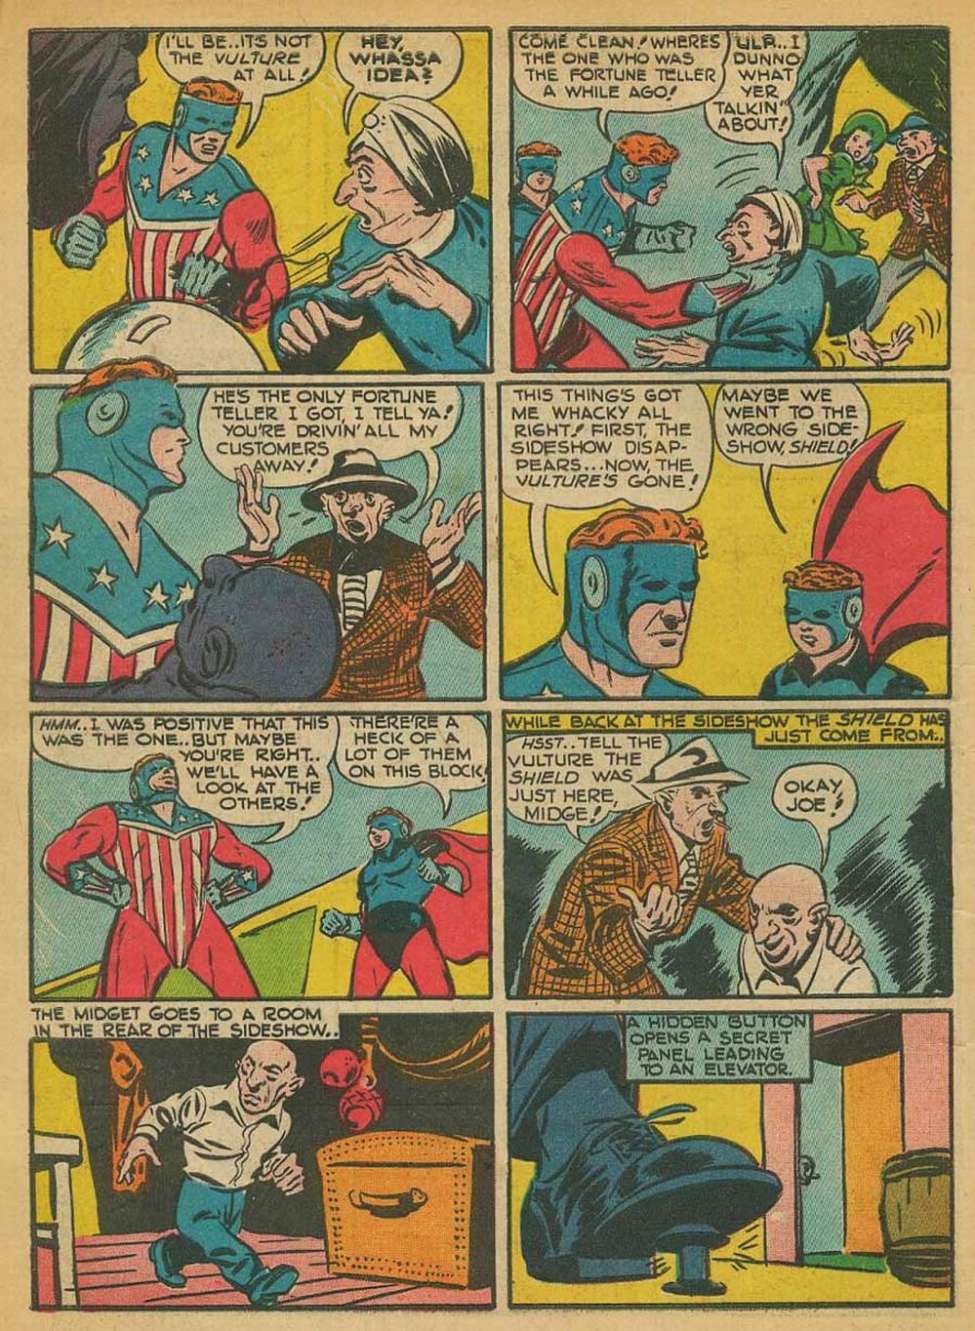 I'LL BE..IT'S NOT
THE VULTURE
AT ALL!
HEY,
WHASSA
IDEA?
COME CLEAN! WHERES
THE ONE WHO WAS
THE FORTUNE TELLER
A WHILE AGO!
ULP..I
DUNNO
WHAT
YER
TALKIN'
ABOUT!
HE'S THE ONLY FORTUNE
TELLER I GOT, I TELL YA!
YOU'RE DRIVIN' ALL MY
CUSTOMERS
AWAY!
THIS THING'S GOT
ME WHACKY ALL
RIGHT! FIRST, THE
SIDESHOW DISAP-
PEARS...NOW, THE
VULTURE'S GONE!
MAYBE WE
WENT TO THE
WRONG SIDE-
SHOW, SHIELD!
HMM..I WAS POSITIVE THAT THIS
WAS THE ONE..BUT MAYBE
YOU'RE RIGHT..
WE'LL HAVE A
LOOK AT THE
OTHERS!
THERE'RE A
HECK OF A
LOT OF THEM
ON THIS BLOCK!
WHILE BACK AT THE SIDESHOW THE SHIELD HAS
JUST COME FROM..
HSST..TELL THE
VULTURE THE
SHIELD WAS
JUST HERE,
MIDGE!
OKAY,
JOE!
THE MIDGET GOES TO A ROOM
IN THE REAR OF THE SIDESHOW..
A HIDDEN BUTTON
OPENS A SECRET
PANEL LEADING
TO AN ELEVATOR.